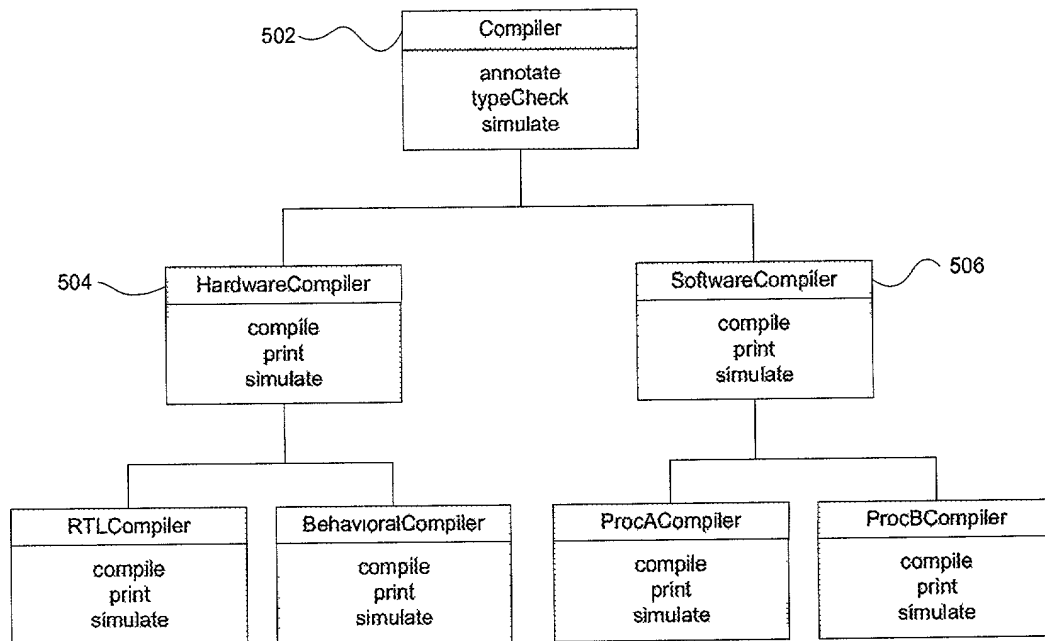 502
Compiler
annotate
typeCheck
simulate
504
HardwareCompiler
compile
print
simulate
SoftwareCompiler
506
compile
print
simulate
RTLCompiler
compile
print
simulate
BehavioralCompiler
compile
print
simulate
ProcACompiler
compile
print
simulate
ProcBCompiler
compile
print
simulate